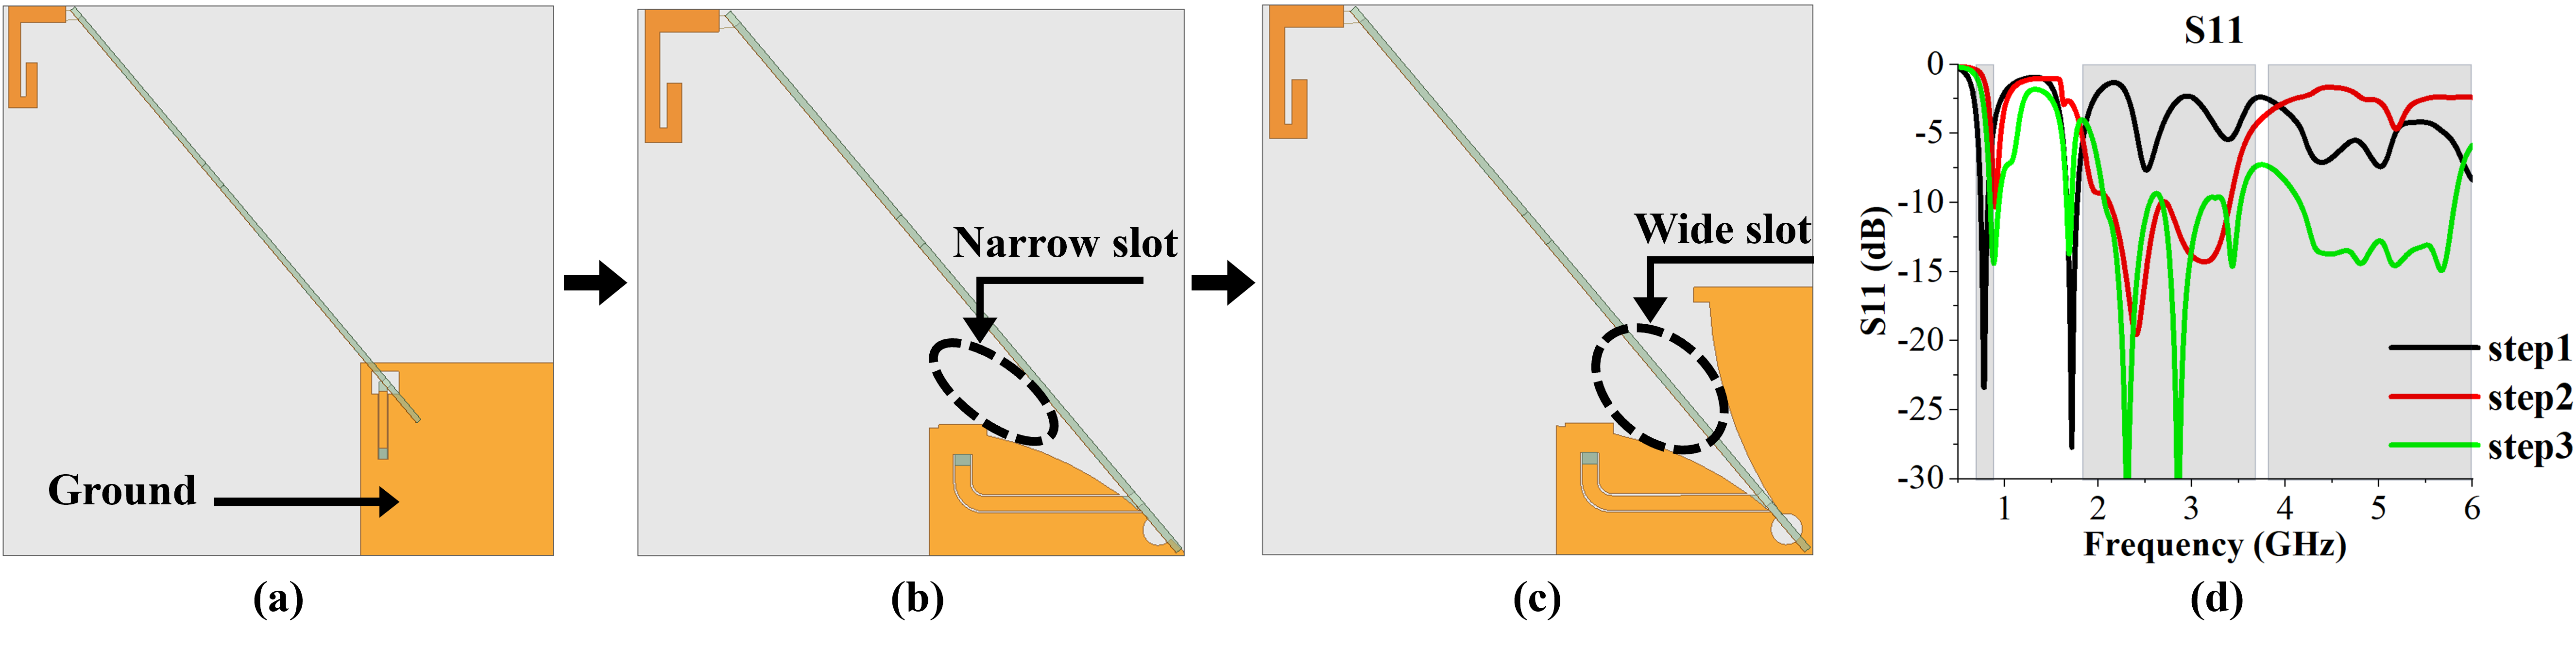 Ground
(a)
Narrow slot
(b)
Wide slot
(c)
S11
S11 (dB)
0
-5
-10
-15
-20
-25
-30
1
2
3
4
5
6
Frequency (GHz)
step1
step2
step3
(d)